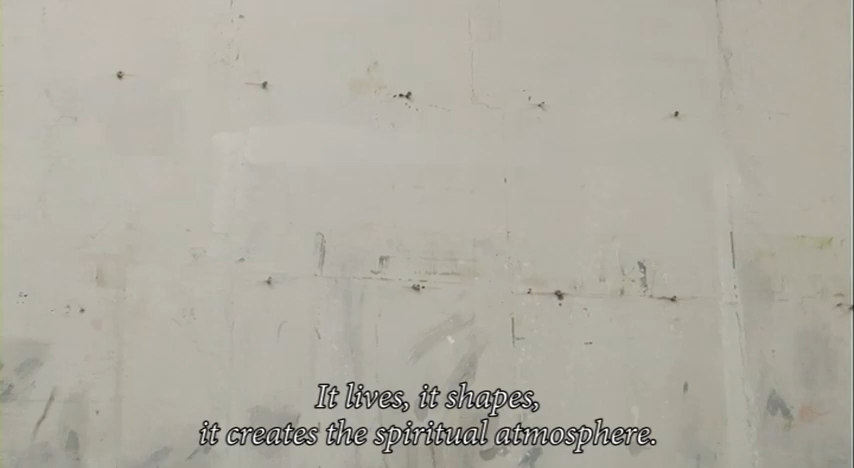 It lives, it shapes,
it creates the spiritual atmosphere.